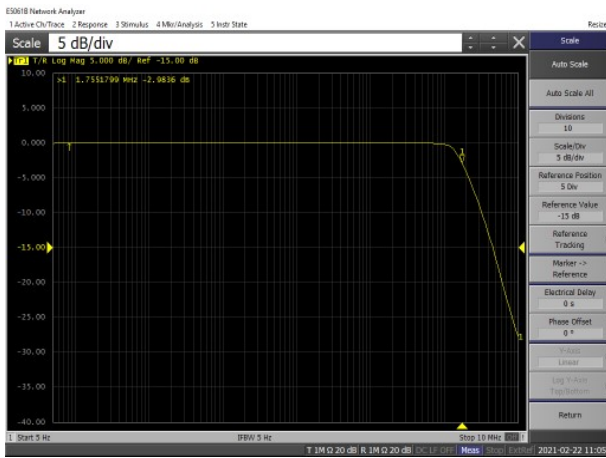 E5061B Network Analyzer
1 Active Ch/Trace 2 Response 3 Stimulus 4 Mkr/Analysis 5 Instr State
Resize
Scale 5 dB/div
Scale
Tr1 T/R Log Mag 5.000 dB/ Ref -15.00 dB
>1 1.7551799 MHz -2.9836 dB
10.00
5.000
0.000
-5.000
-10.00
-15.00
-20.00
-25.00
-30.00
-35.00
-40.00
1
1
Auto Scale
Auto Scale All
Divisions
10
Scale/Div
5 dB/div
Reference Position
5 Div
Reference Value
-15 dB
Reference
Tracking
Marker ->
Reference
Electrical Delay
0 s
Phase Offset
0 °
Y-Axis
Linear
Log Y-Axis
Top/Bottom
Return
1 Start 5 Hz
IFBW 5 Hz
Stop 10 MHz Off !
T 1M Ω 20 dB R 1M Ω 20 dB DC LF OFF Meas Stop ExtRef 2021-02-22 11:05